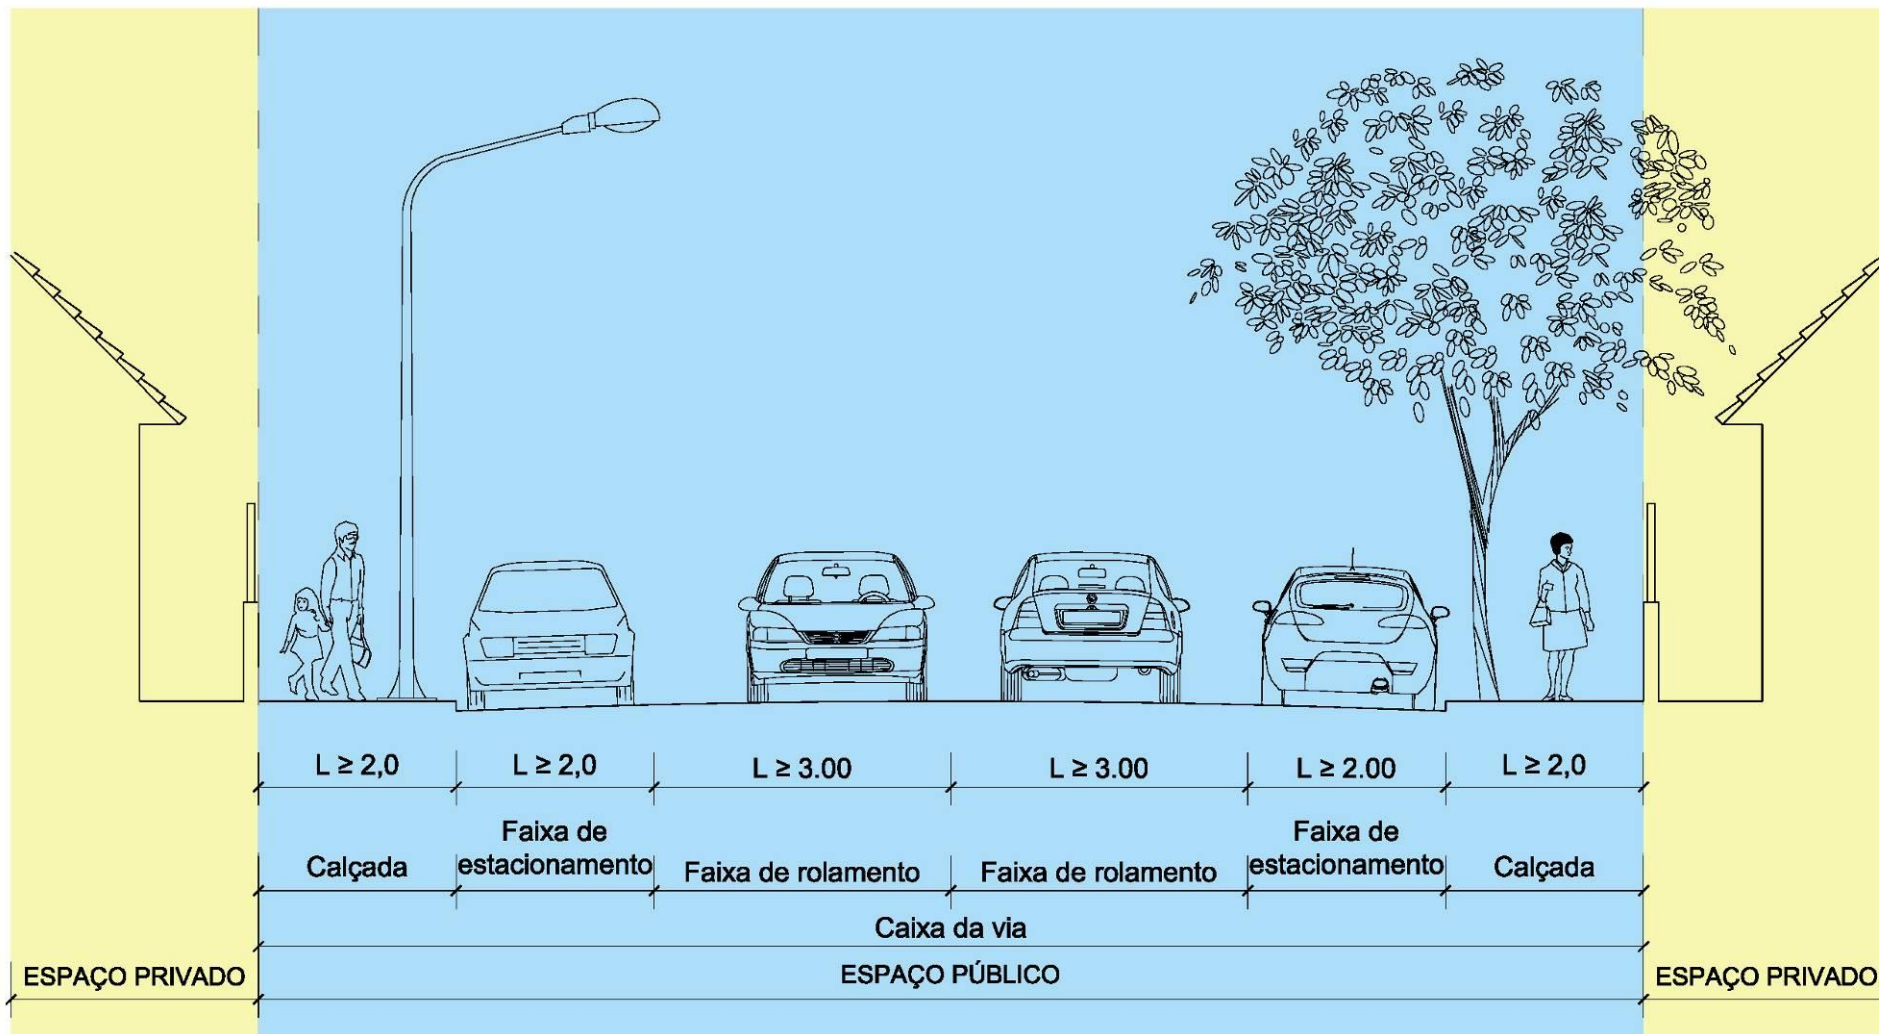 L ≥ 2,0
L ≥ 2,0
L ≥ 3.00
L ≥ 3.00
L ≥ 2.00
L ≥ 2,0
Calçada
Faixa de
estacionamento
Faixa de rolamento
Faixa de rolamento
Faixa de
estacionamento
Calçada
Caixa da via
ESPAÇO PRIVADO
ESPAÇO PÚBLICO
ESPAÇO PRIVADO